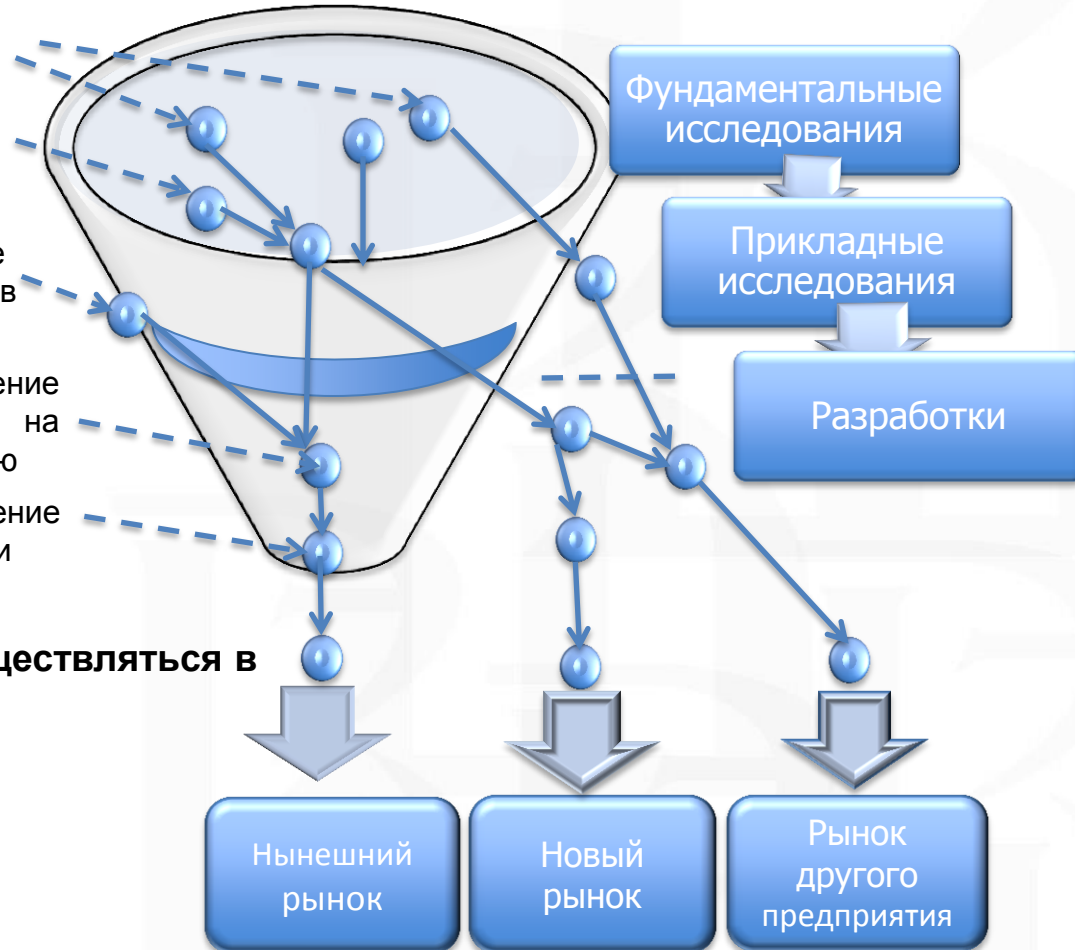 Фундаментальные
исследования
Прикладные
исследования
Разработки
е
в
ение
на
ю
ение
и
ществляться в
Нынешний
рынок
Новый
рынок
Рынок
другого
предприятия